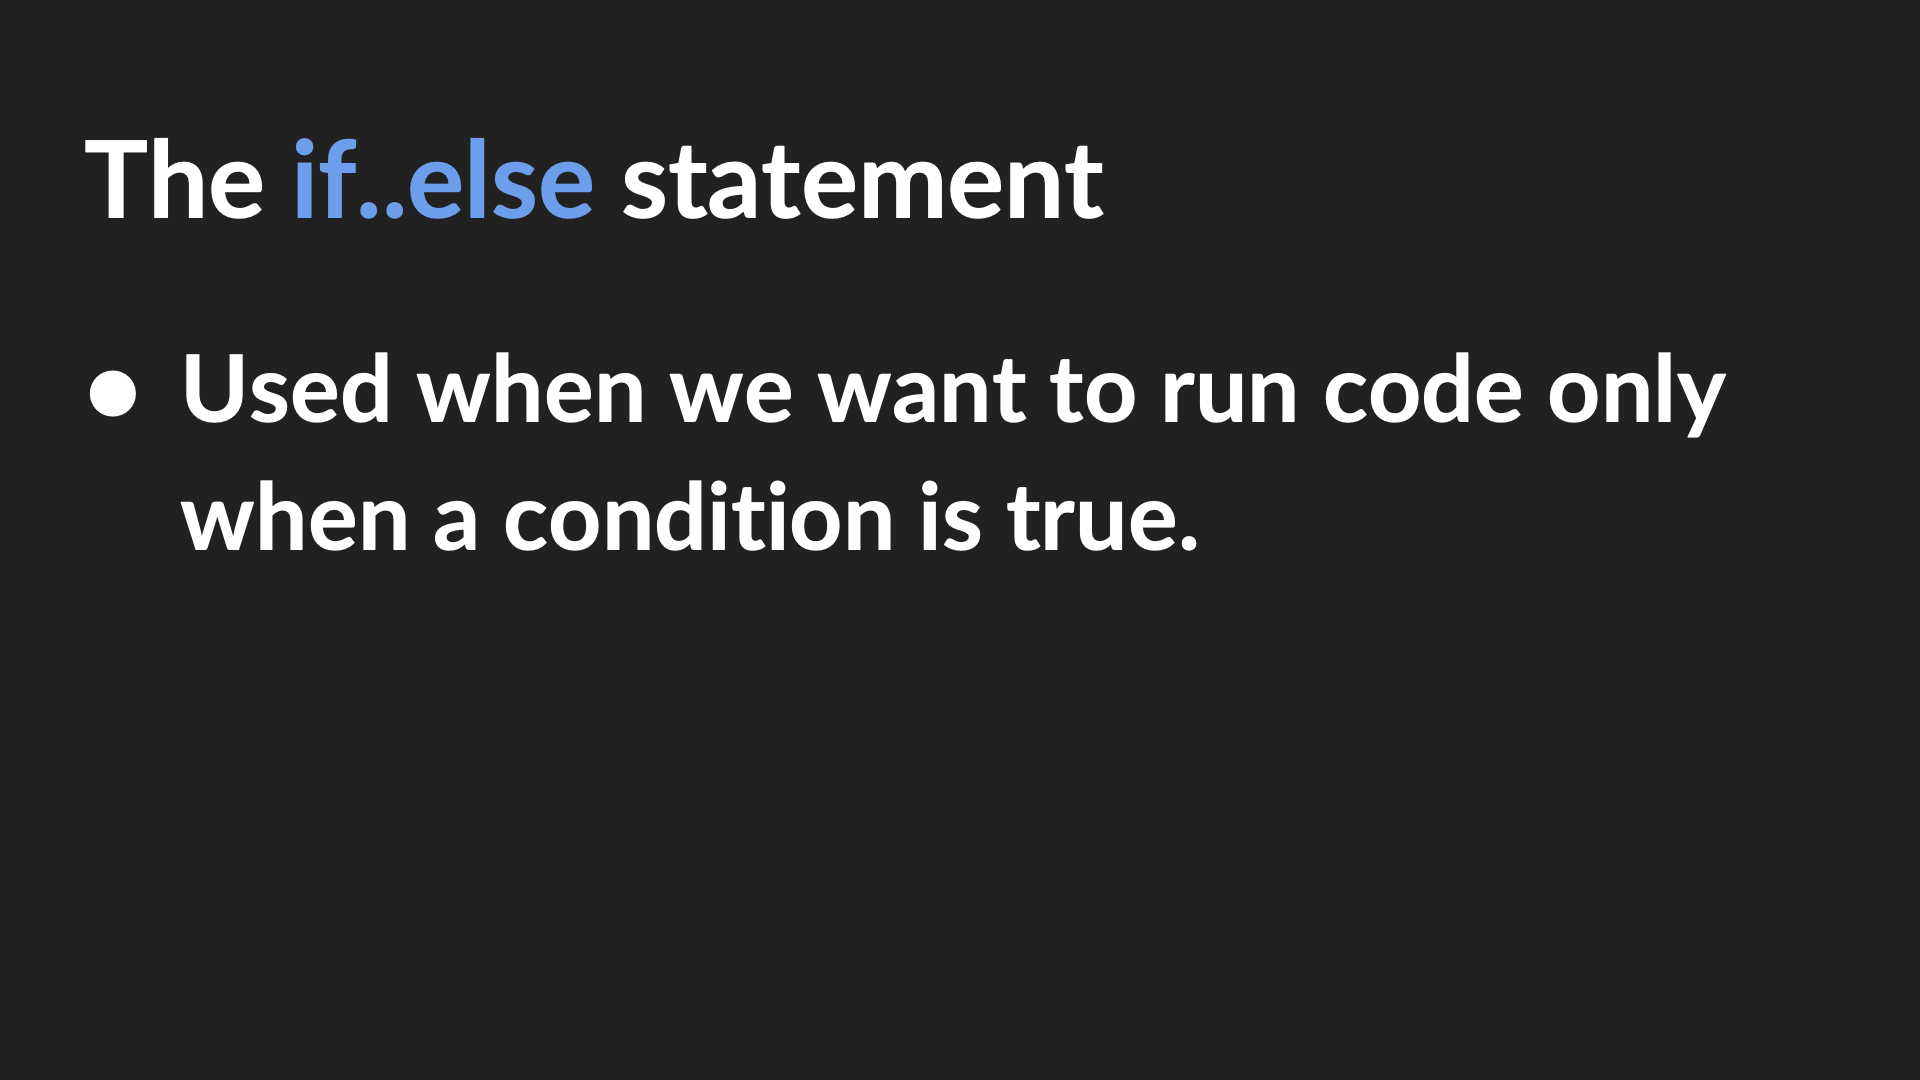 The if..else statement
● Used when we want to run code only
when a condition is true.